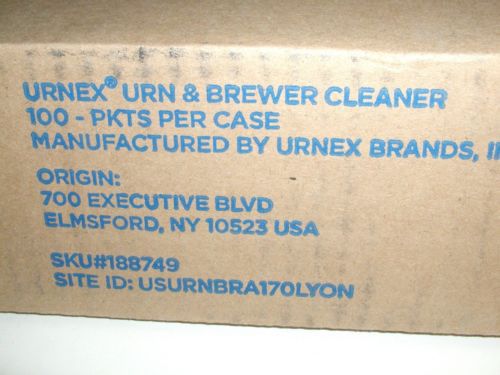 URNEX® URN & BREWER CLEANER
100 - PKTS PER CASE
MANUFACTURED BY URNEX BRANDS,
ORIGIN:
700 EXECUTIVE BLVD
ELMSFORD, NY 10523 USA
SKU#188749
SITE ID: USURNBRA170LYON